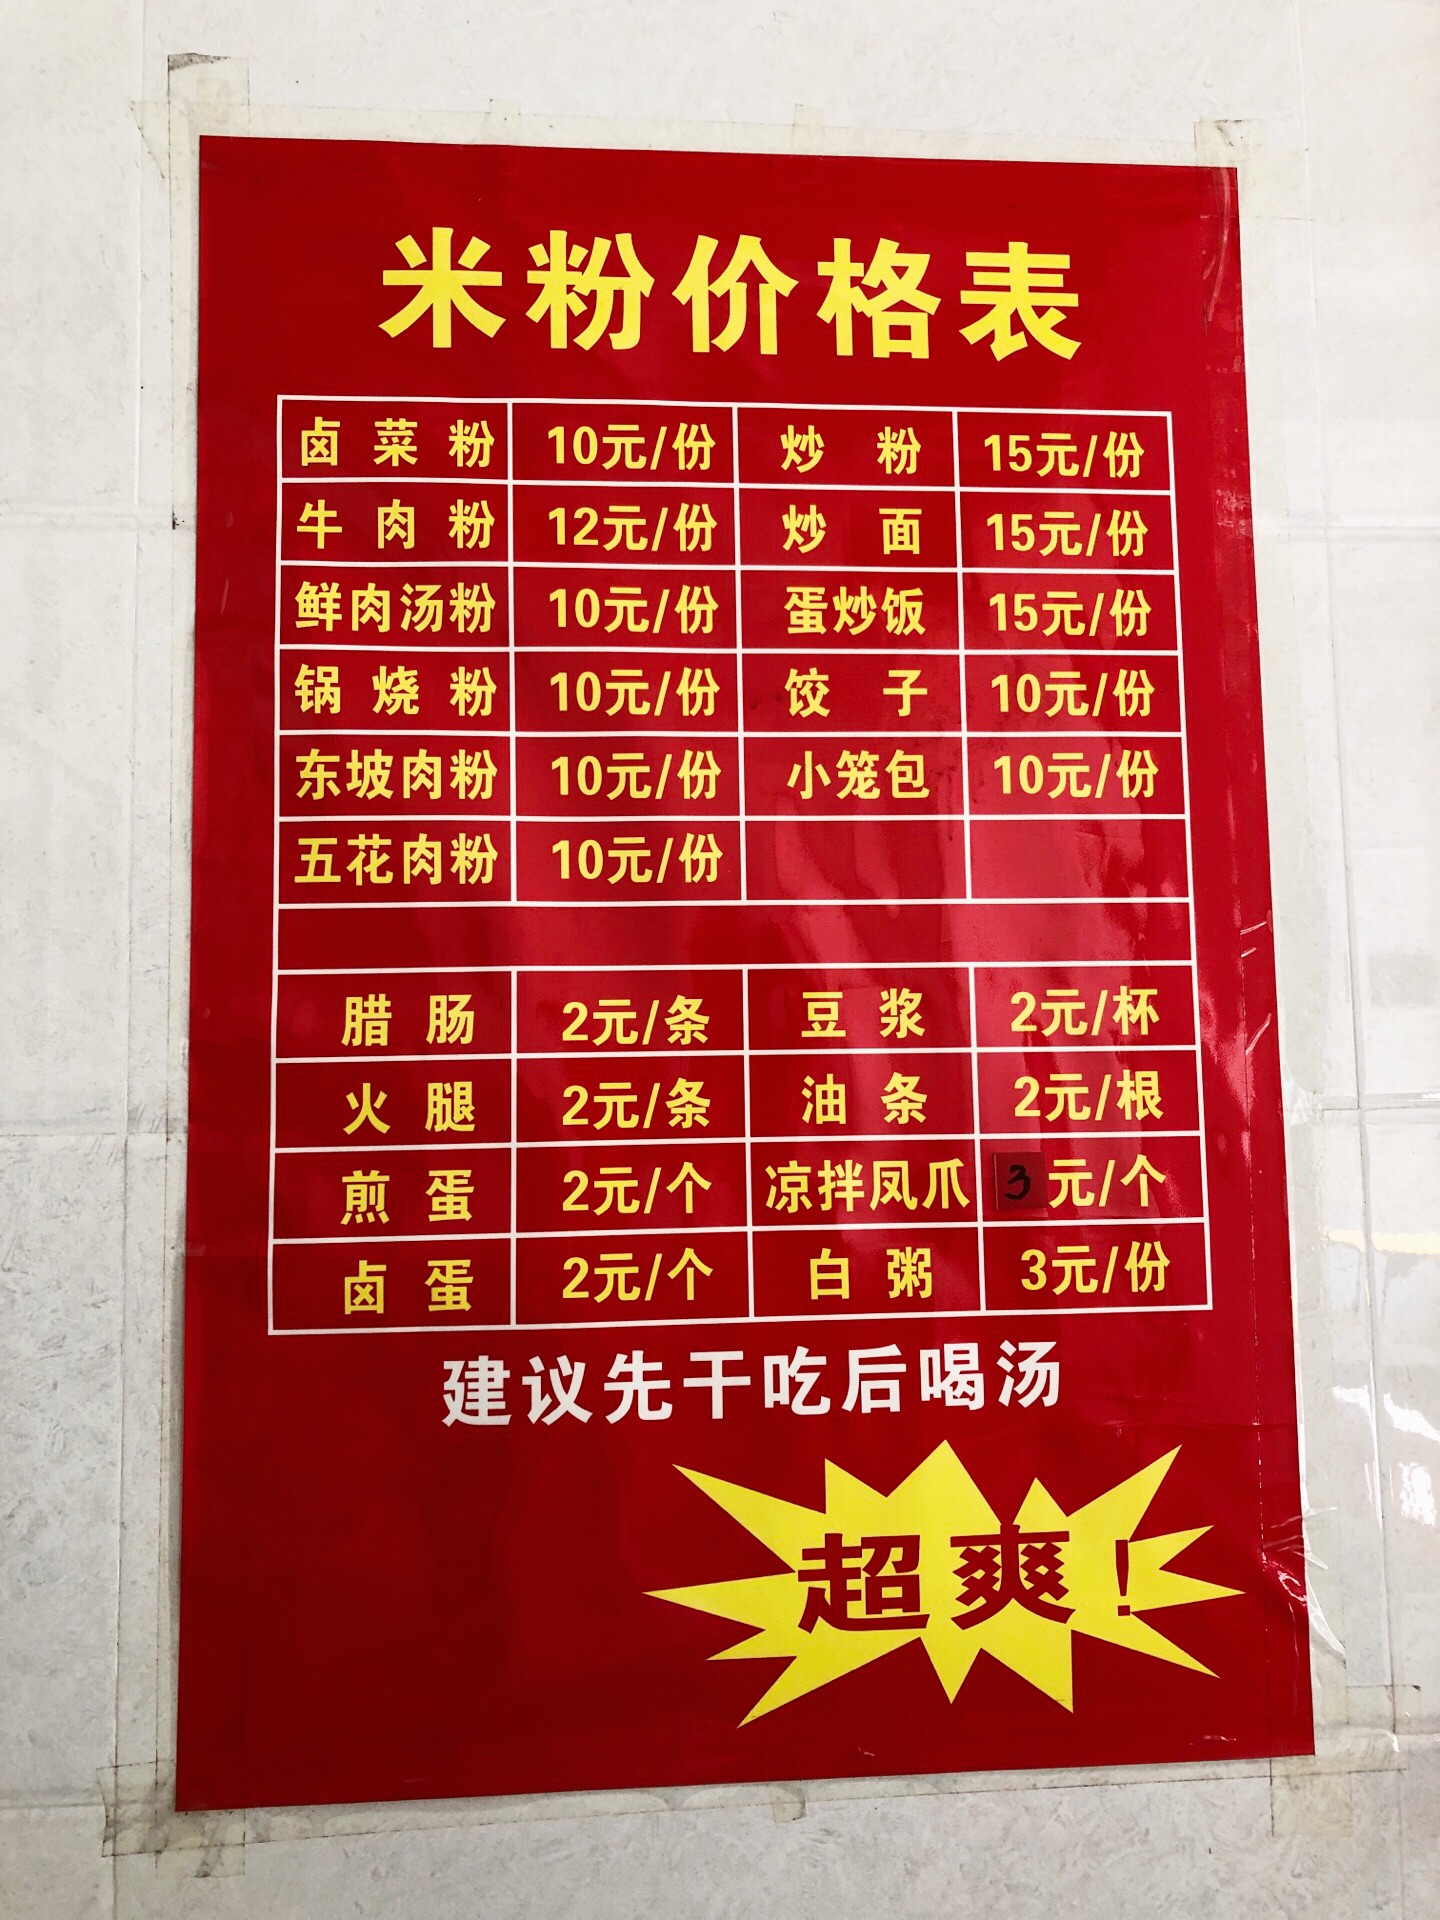 米粉价格表
卤菜粉 10元/份 炒粉 15元/份
牛肉粉 12元/份 炒面 15元/份
鲜肉汤粉 10元/份 蛋炒饭 15元/份
锅烧粉 10元/份 饺子 10元/份
东坡肉粉 10元/份 小笼包 10元/份
五花肉粉 10元/份
腊肠 2元/条 豆浆 2元/杯
火腿 2元/条 油条 2元/根
煎蛋 2元/个 凉拌凤爪 3元/个
卤蛋 2元/个 白粥 3元/份
建议先干吃后喝汤
超爽！